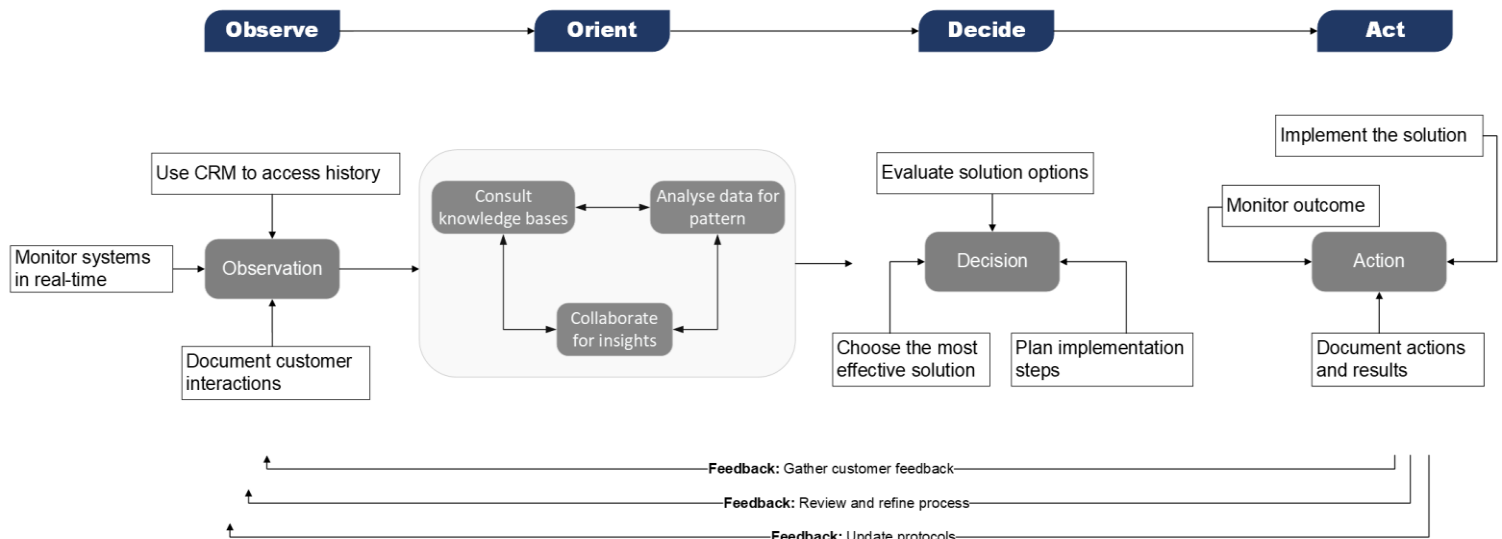 Observe
Orient
Decide
Act
Use CRM to access history
Monitor systems
in real-time
Observation
Document customer
interactions
Consult
knowledge bases
Analyse data for
pattern
Collaborate
for insights
Evaluate solution options
Decision
Choose the most
effective solution
Plan implementation
steps
Implement the solution
Monitor outcome
Action
Document actions
and results
Feedback: Gather customer feedback
Feedback: Review and refine process
Feedback: Update protocols